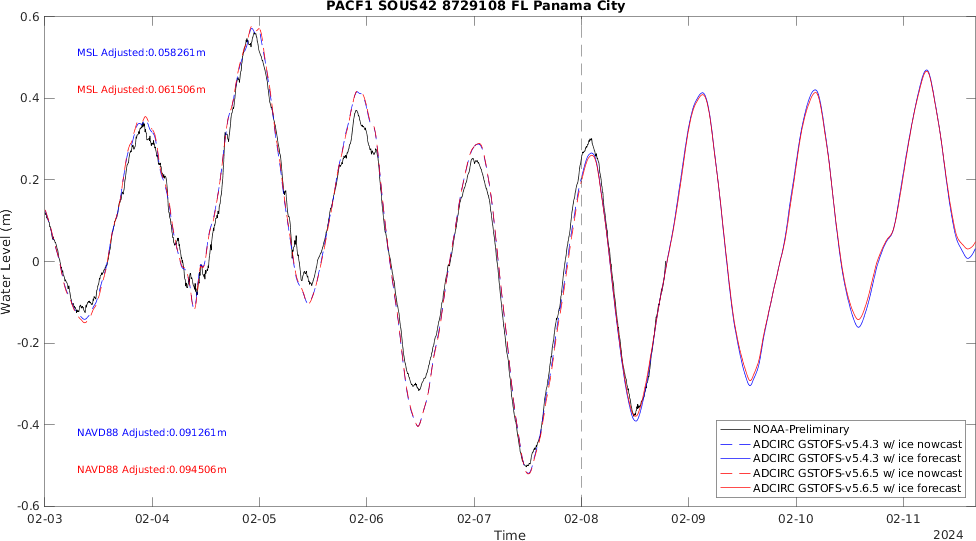 PACF1 SOUS42 8729108 FL Panama City
0.6
MSL Adjusted:0.058261m
MSL Adjusted:0.061506m
0.4
0.2
0
-0.2
-0.4
-0.6
Water Level (m)
NAVD88 Adjusted:0.091261m
NAVD88 Adjusted:0.094506m
NOAA-Preliminary
ADCIRC GSTOFS-v5.4.3 w/ ice nowcast
ADCIRC GSTOFS-v5.4.3 w/ ice forecast
ADCIRC GSTOFS-v5.6.5 w/ ice nowcast
ADCIRC GSTOFS-v5.6.5 w/ ice forecast
02-03 02-04 02-05 02-06 02-07 02-08 02-09 02-10 02-11
Time
2024